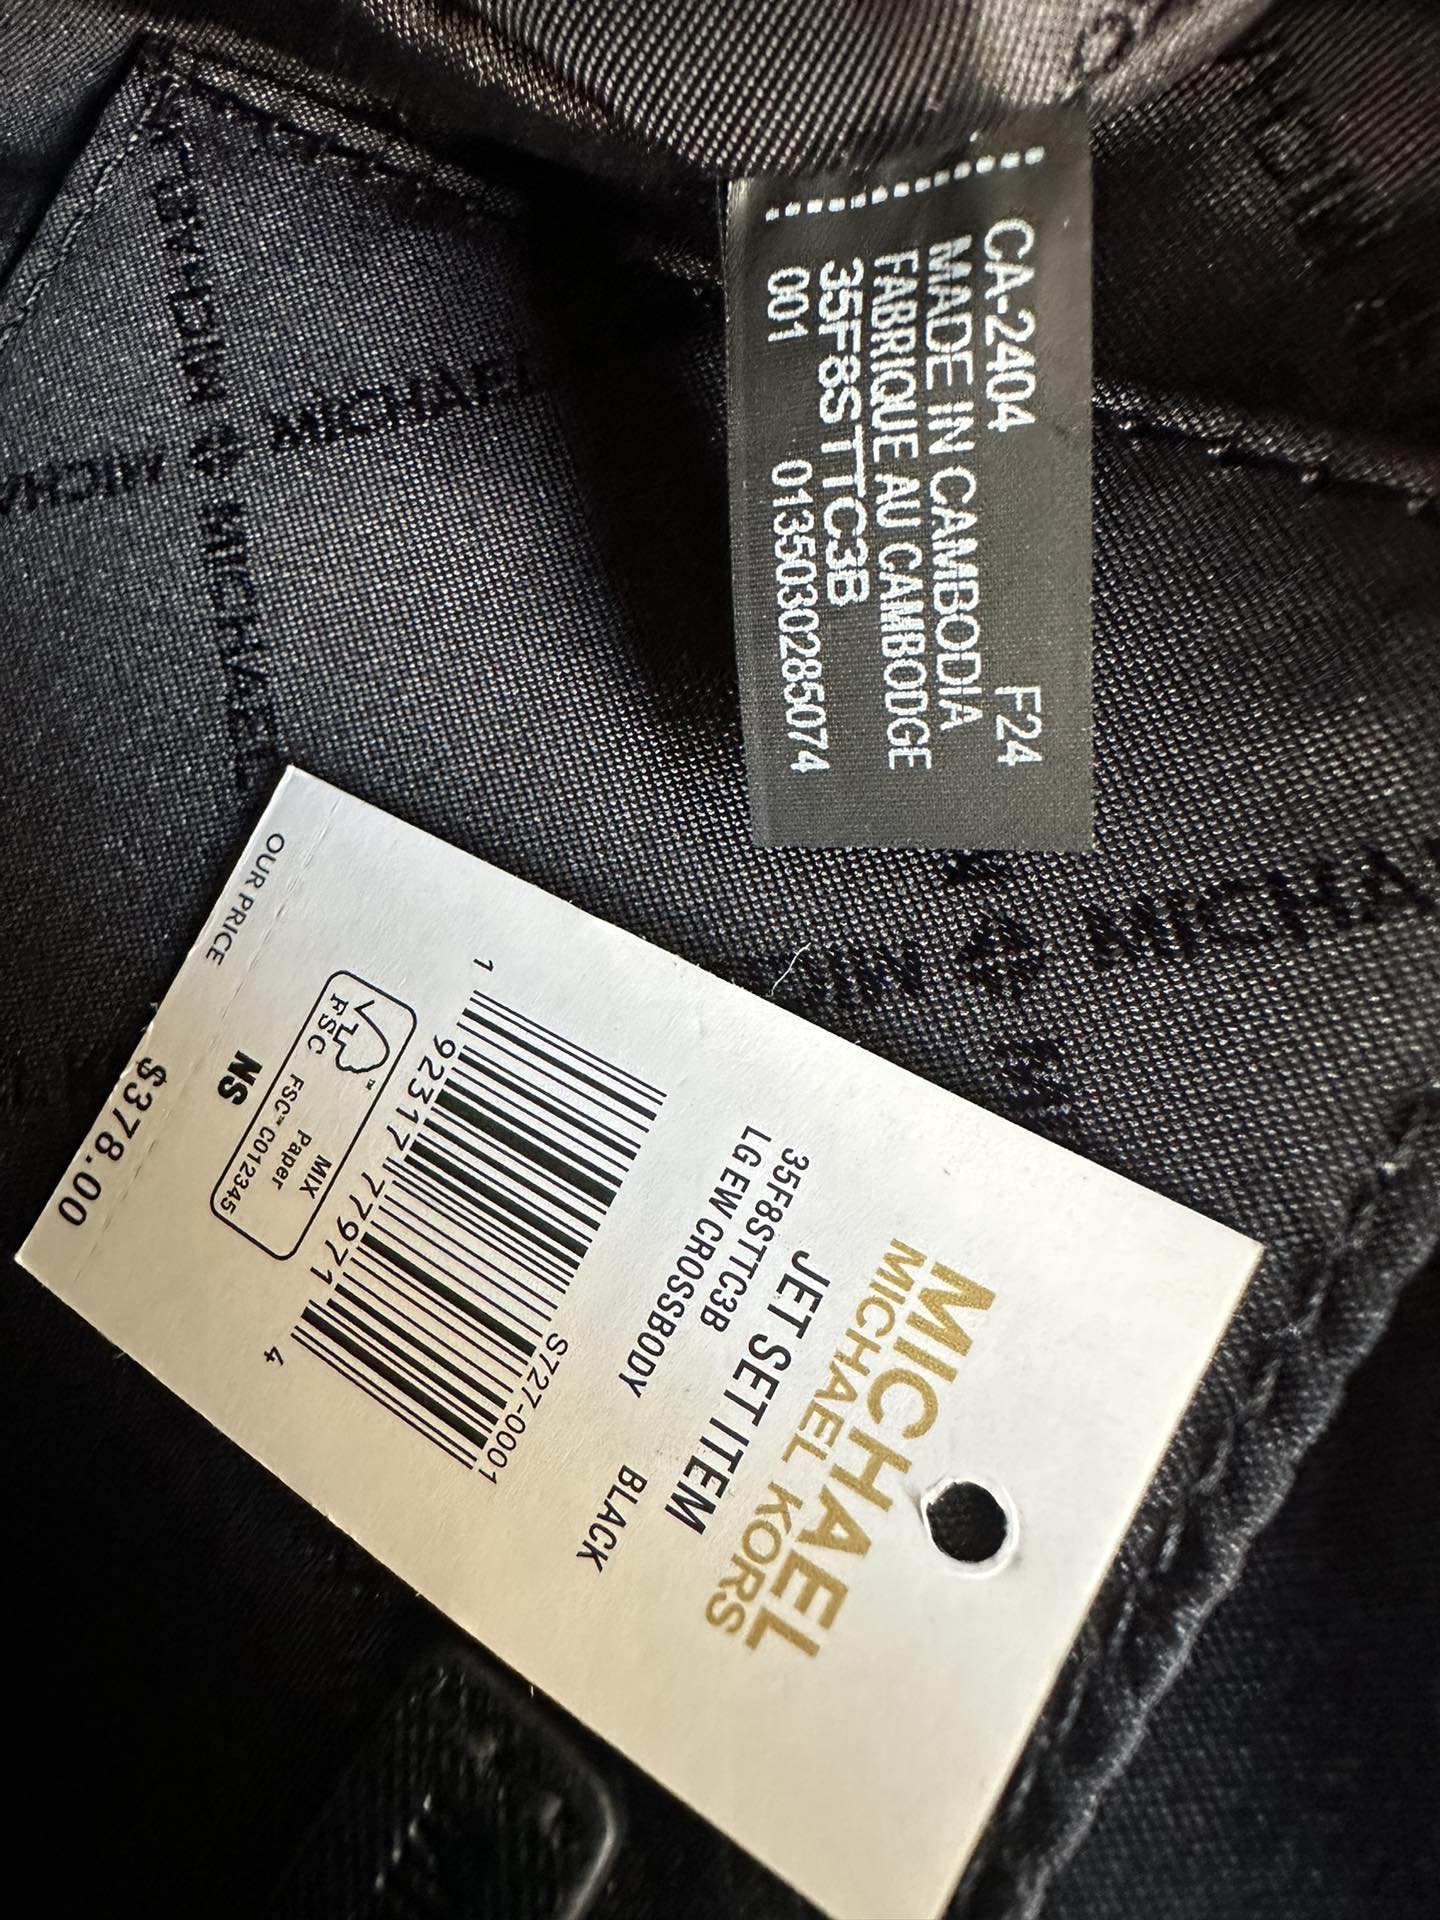 CA-2404 F24
MADE IN CAMBODIA
FABRIQUE AU CAMBODGE
35F8STTC3B
001 0135030285074
MICHAEL
MICHAEL KORS
JET SET ITEM
35F8STTC3B
LG EW CROSSBODY BLACK
S727-0001
1 92317 77971 4
FSC
MIX
Paper
FSC™ C012345
NS
OUR PRICE $378.00
MICHAEL
MICHAEL